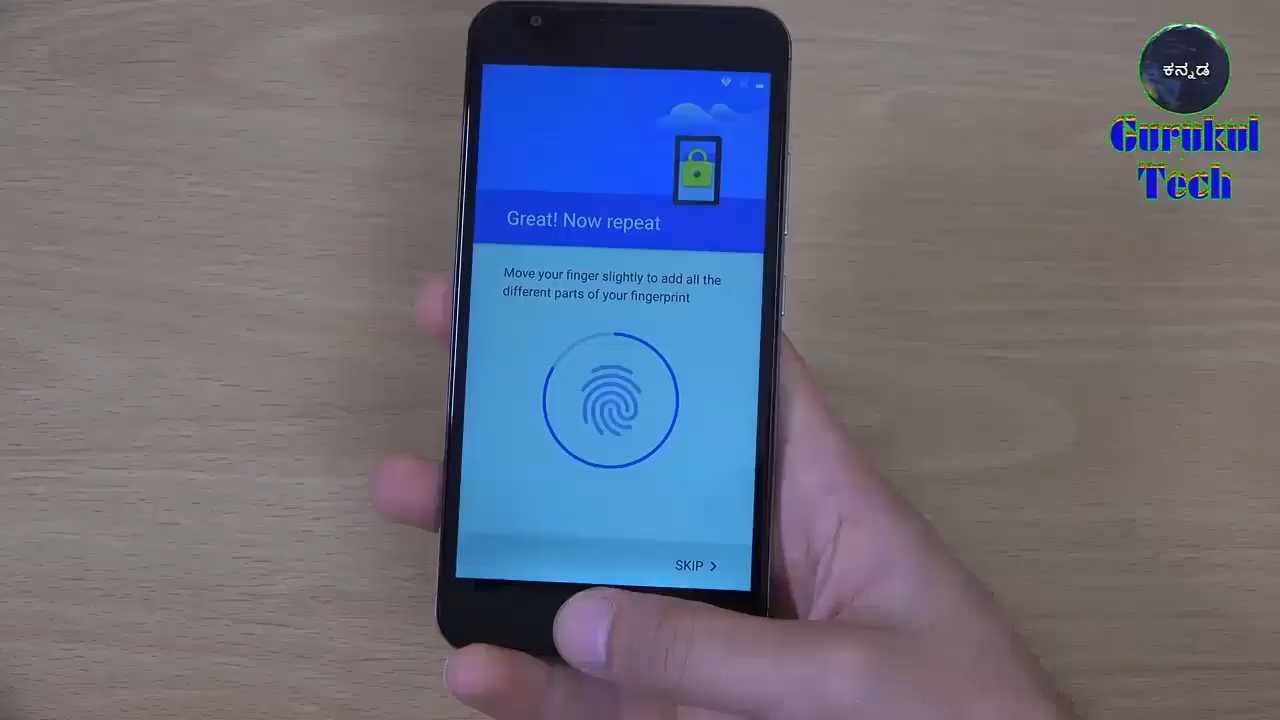 Great! Now repeat
Move your finger slightly to add all the
different parts of your fingerprint
SKIP
ಕನ್ನಡ
Gurukul
Tech